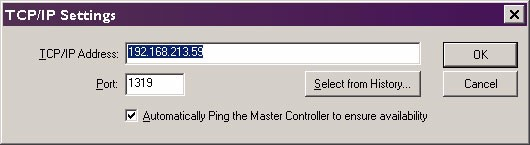 TCP/IP Settings
TCP/IP Address: 192.168.213.59 OK
Port: 1319 Select from History... Cancel
Automatically Ping the Master Controller to ensure availability